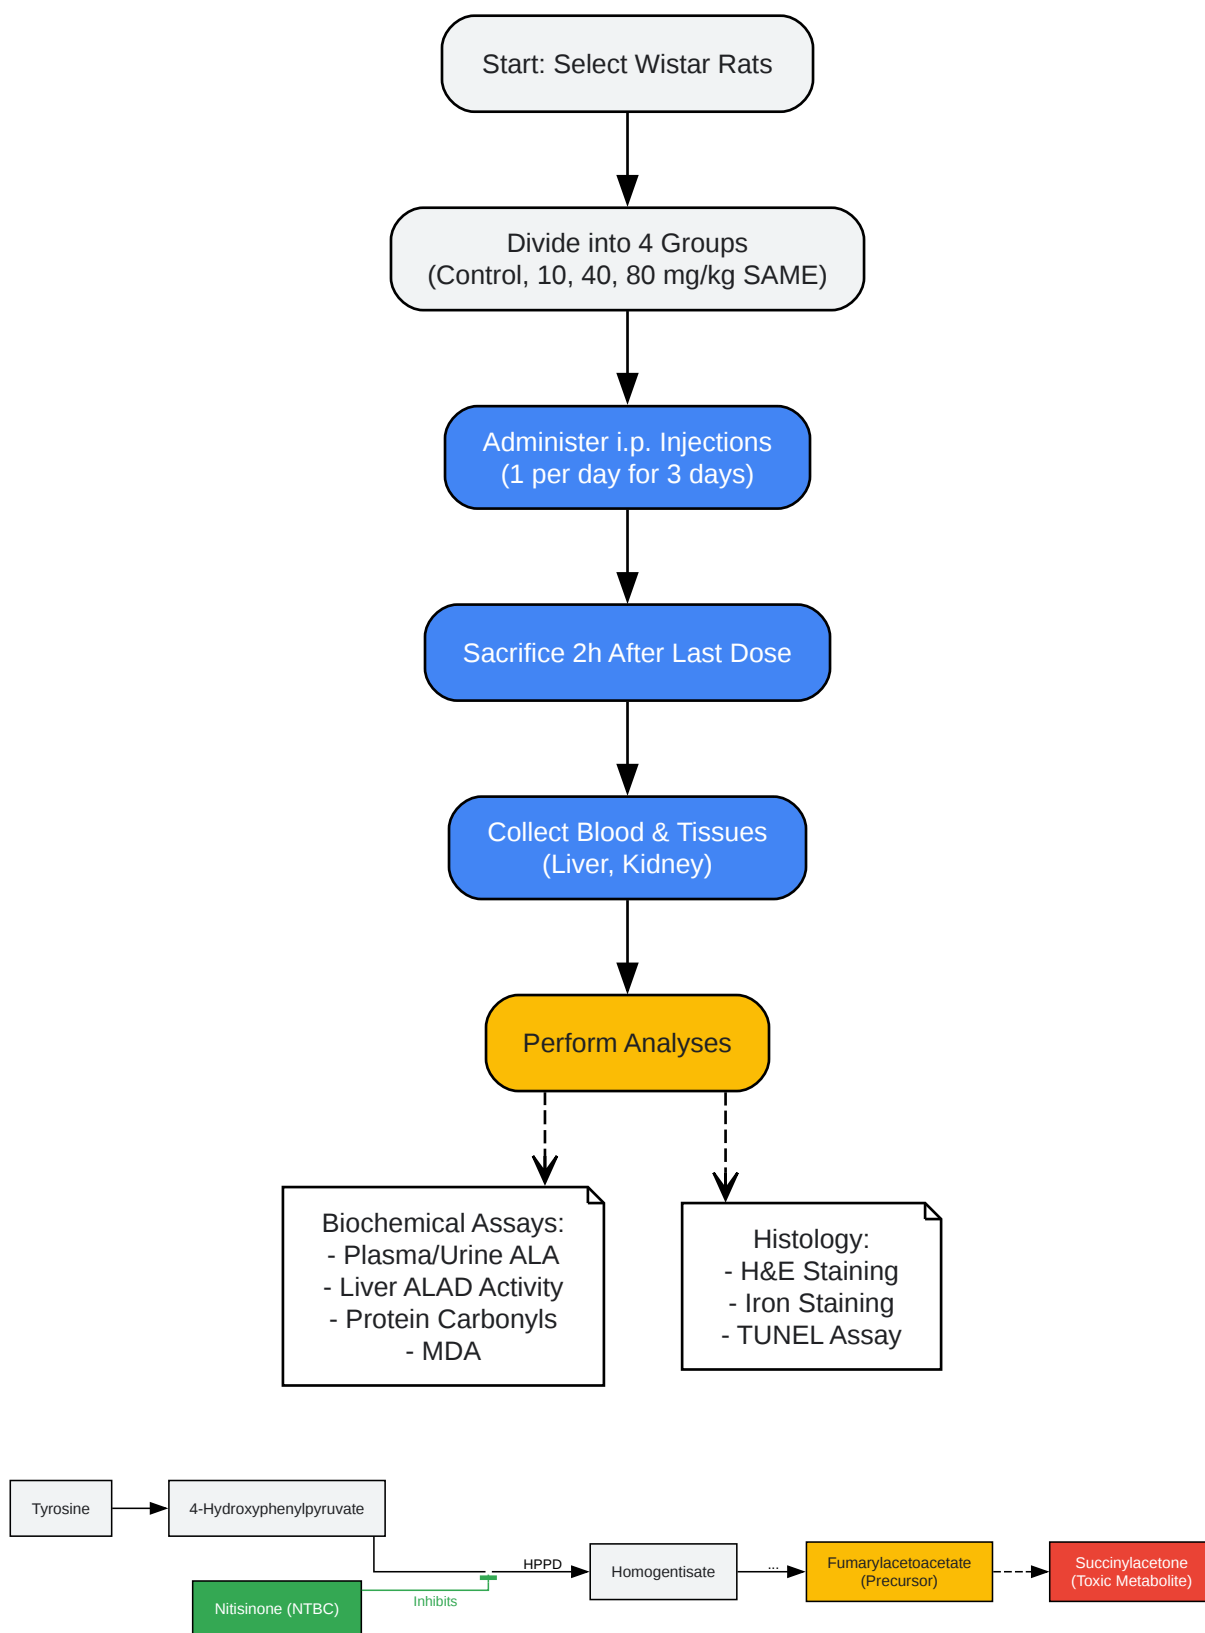 Start: Select Wistar Rats
Divide into 4 Groups
(Control, 10, 40, 80 mg/kg SAME)
Administer i.p. Injections
(1 per day for 3 days)
Sacrifice 2h After Last Dose
Collect Blood & Tissues
(Liver, Kidney)
Perform Analyses
Biochemical Assays:
- Plasma/Urine ALA
- Liver ALAD Activity
- Protein Carbonyls
- MDA
Histology:
- H&E Staining
- Iron Staining
- TUNEL Assay
Tyrosine
4-Hydroxyphenylpyruvate
Nitisinone (NTBC)
Inhibits
HPPD
Homogentisate
...
Fumarylacetoacetate
(Precursor)
Succinylacetone
(Toxic Metabolite)